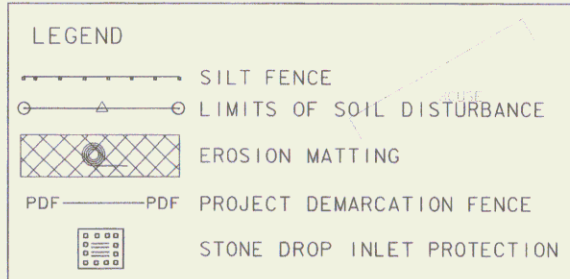 LEGEND
SILT FENCE
LIMITS OF SOIL DISTURBANCE
EROSION MATTING
PDF PDF PROJECT DEMARCATION FENCE
STONE DROP INLET PROTECTION